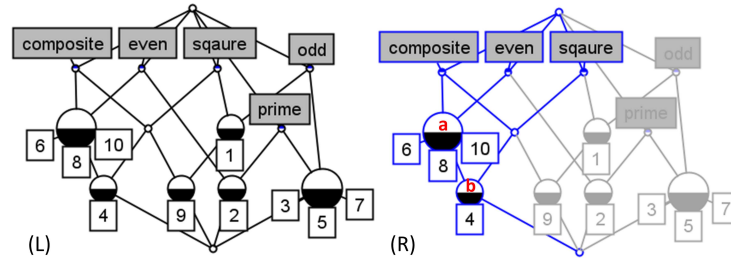 composite even sqaure odd
prime
6 8 10 1
4 9 2 3 5 7
(L)
composite even sqaure odd
prime
6 a 8 10 1
b 4 9 2 3 5 7
(R)